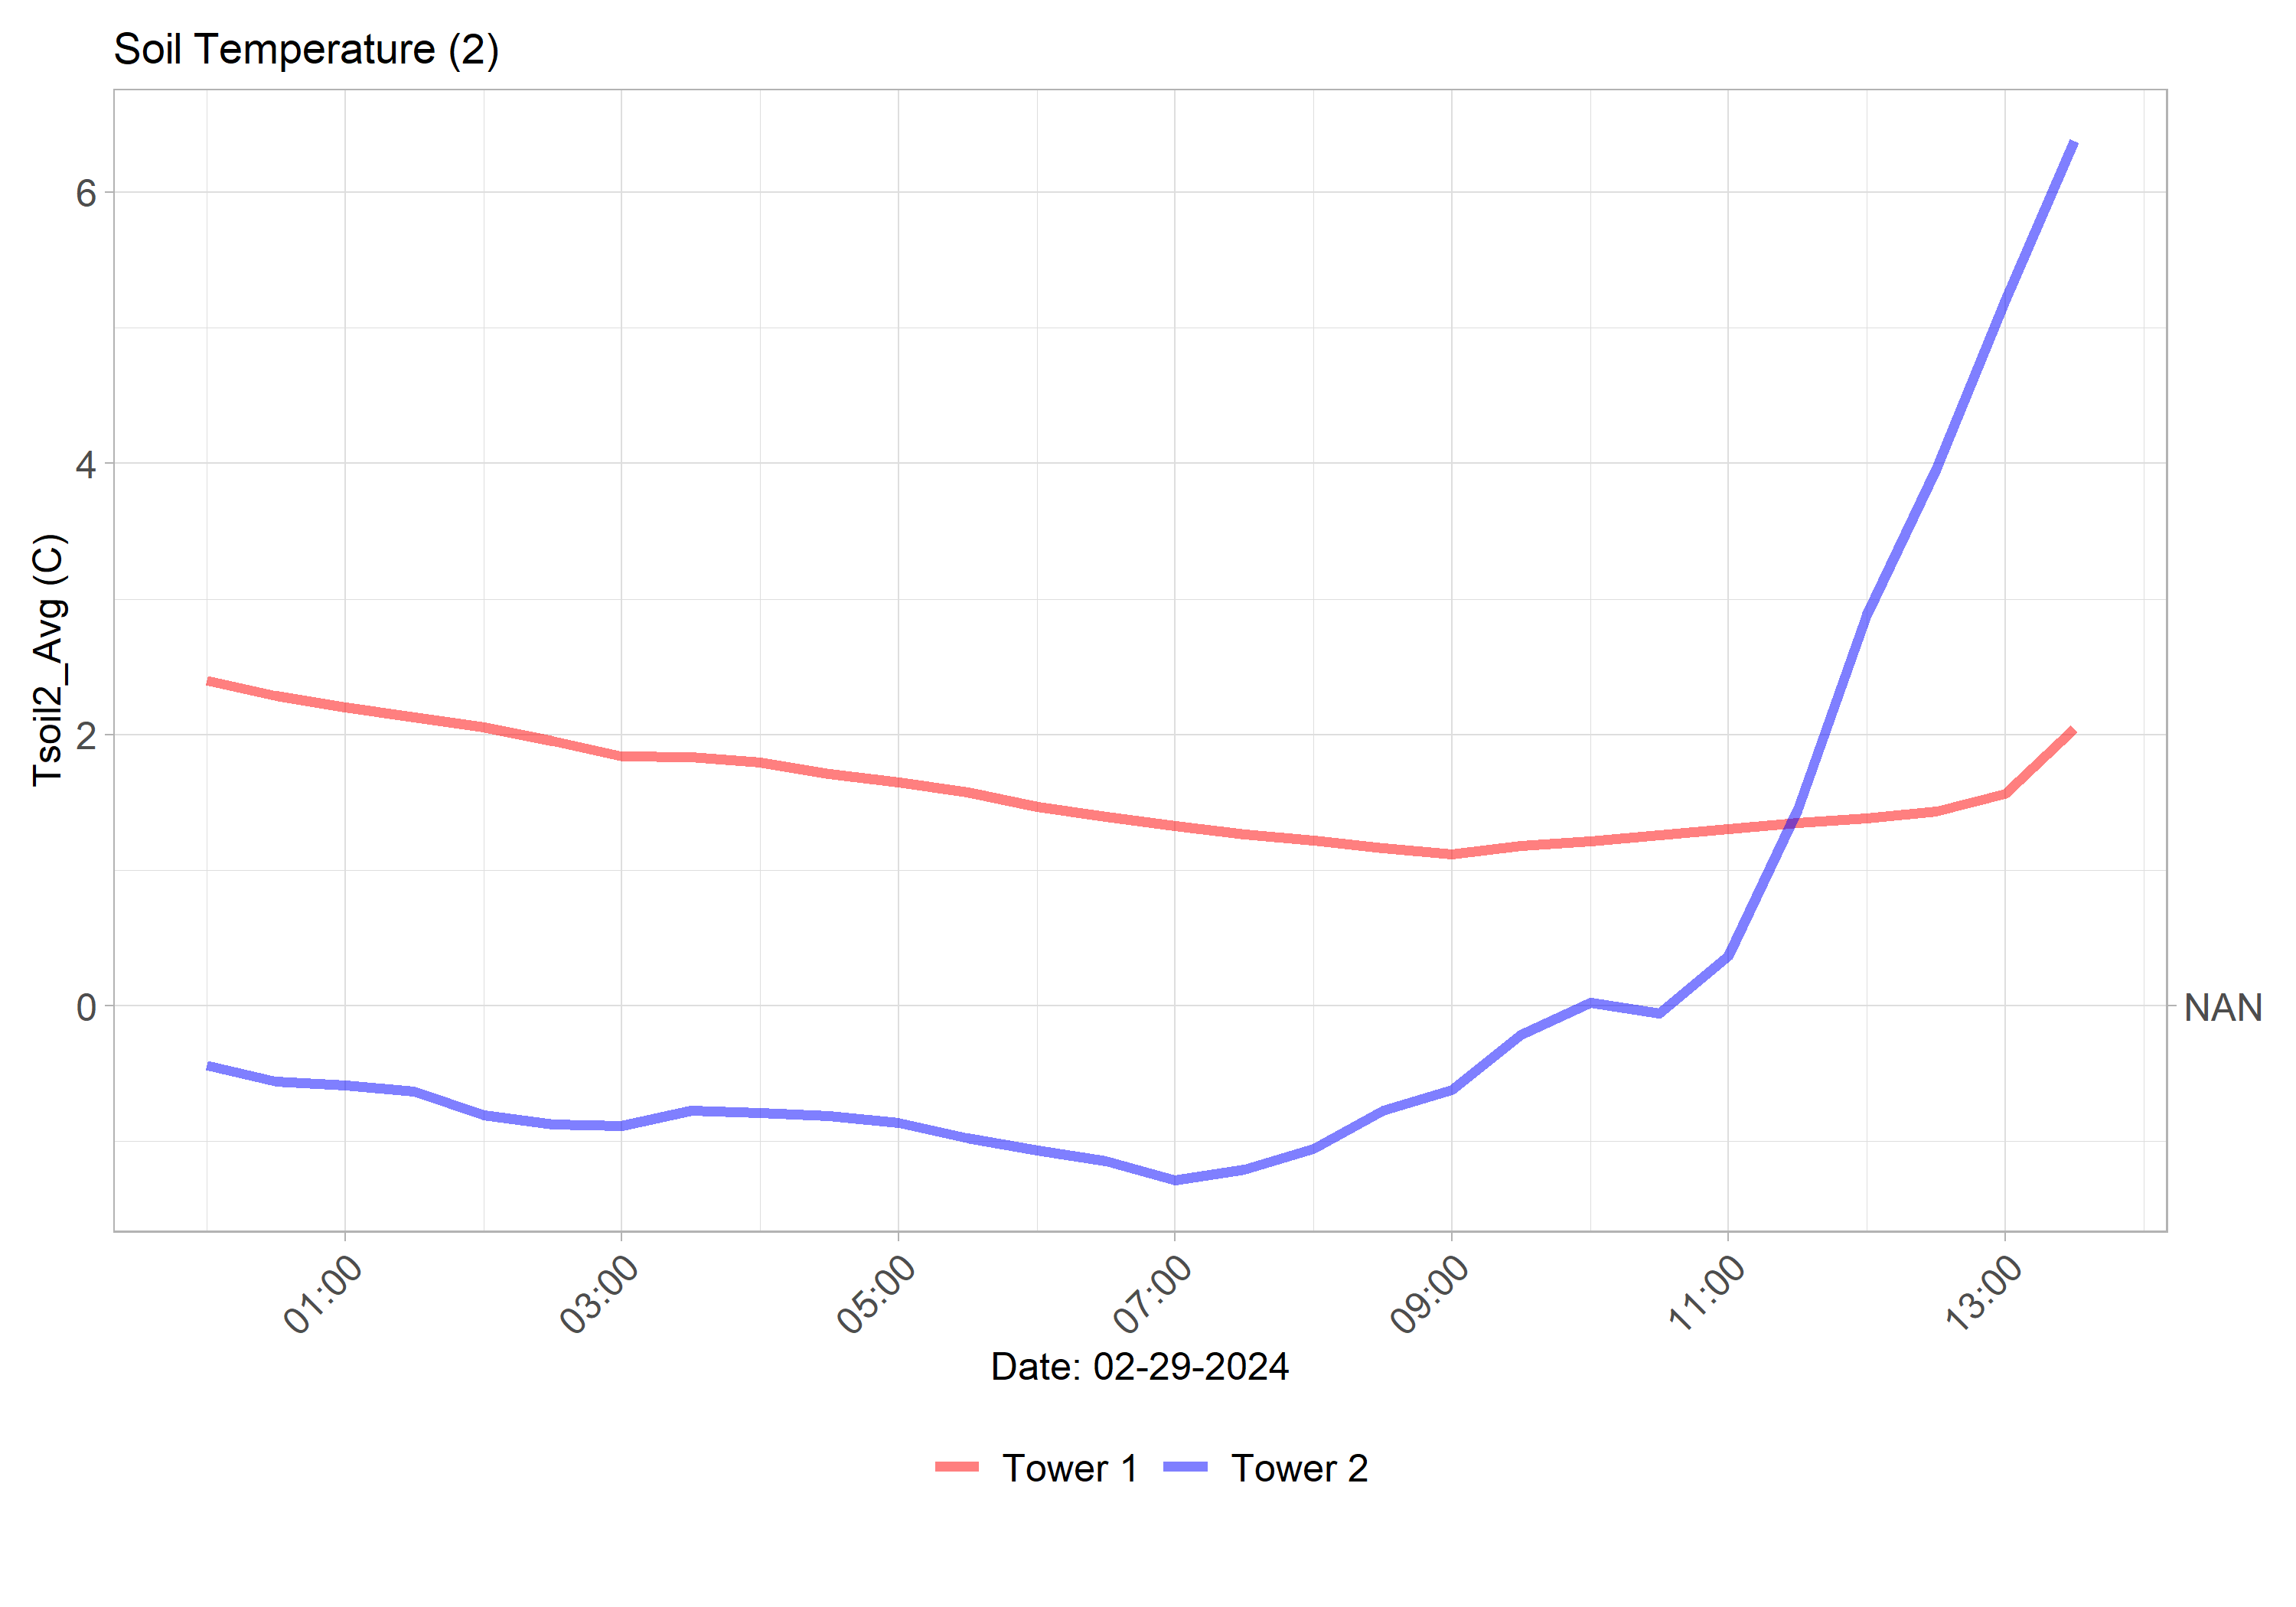 Soil Temperature (2)
Tsoil2_Avg (C)
6
4
2
0
NAN
01:00 03:00 05:00 07:00 09:00 11:00 13:00
Date: 02-29-2024
Tower 1 Tower 2